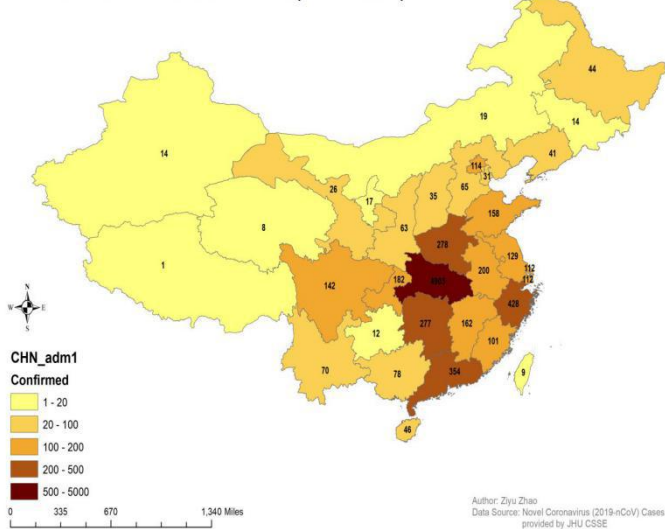 44
19
14
14
41
114
31
26
65
35
17
158
8
63
278
129
1
200
112
182
112
142
428
277
162
12
101
70
78
354
9
46
N
W
E
S
CHN_adm1
Confirmed
1 - 20
20 - 100
100 - 200
200 - 500
500 - 5000
0 335 670 1,340 Miles
Author: Ziyu Zhao
Data Source: Novel Coronavirus (2019-nCoV) Cases
provided by JHU CSSE